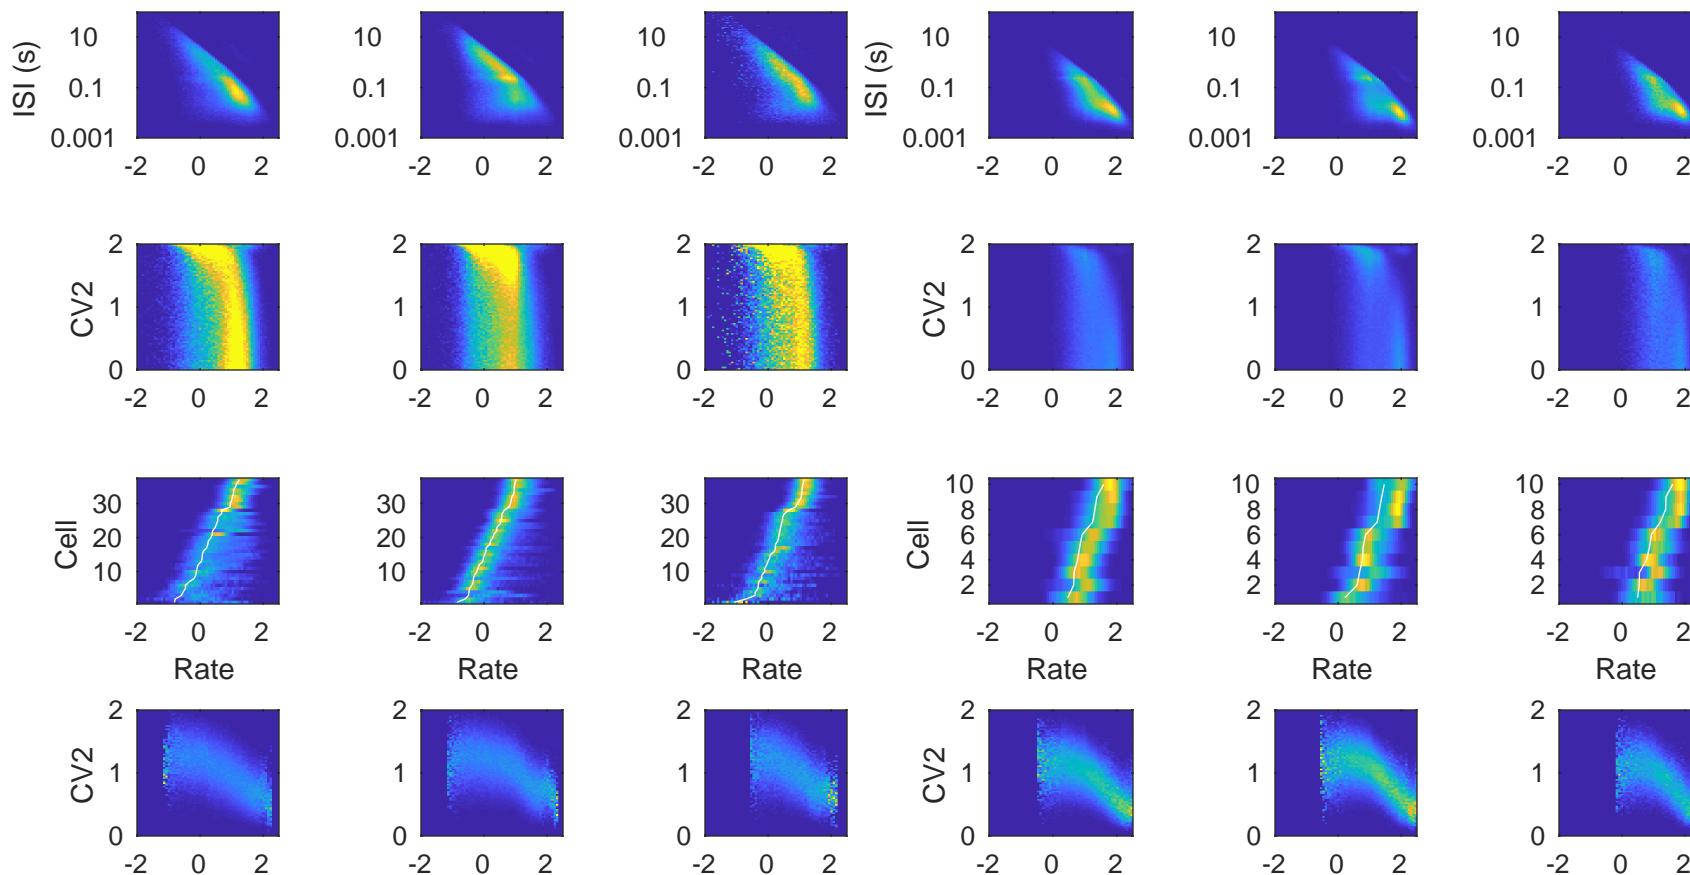 ISI (s) 10 0.1 0.001 10 0.1 0.001 10 0.1 0.001 ISI (s) 10 0.1 0.001 10 0.1 0.001 10 0.1 0.001
-2 0 2 -2 0 2 -2 0 2 -2 0 2 -2 0 2 -2 0 2
CV2 2 1 0 2 1 0 2 1 0 CV2 2 1 0 2 1 0 2 1 0
-2 0 2 -2 0 2 -2 0 2 -2 0 2 -2 0 2 -2 0 2
Cell 30 20 10 30 20 10 30 20 10 Cell 10 8 6 4 2 10 8 6 4 2 10 8 6 4 2
-2 0 2 -2 0 2 -2 0 2 -2 0 2 -2 0 2 -2 0 2
Rate Rate Rate Rate Rate Rate
CV2 2 1 0 2 1 0 2 1 0 CV2 2 1 0 2 1 0 2 1 0
-2 0 2 -2 0 2 -2 0 2 -2 0 2 -2 0 2 -2 0 2